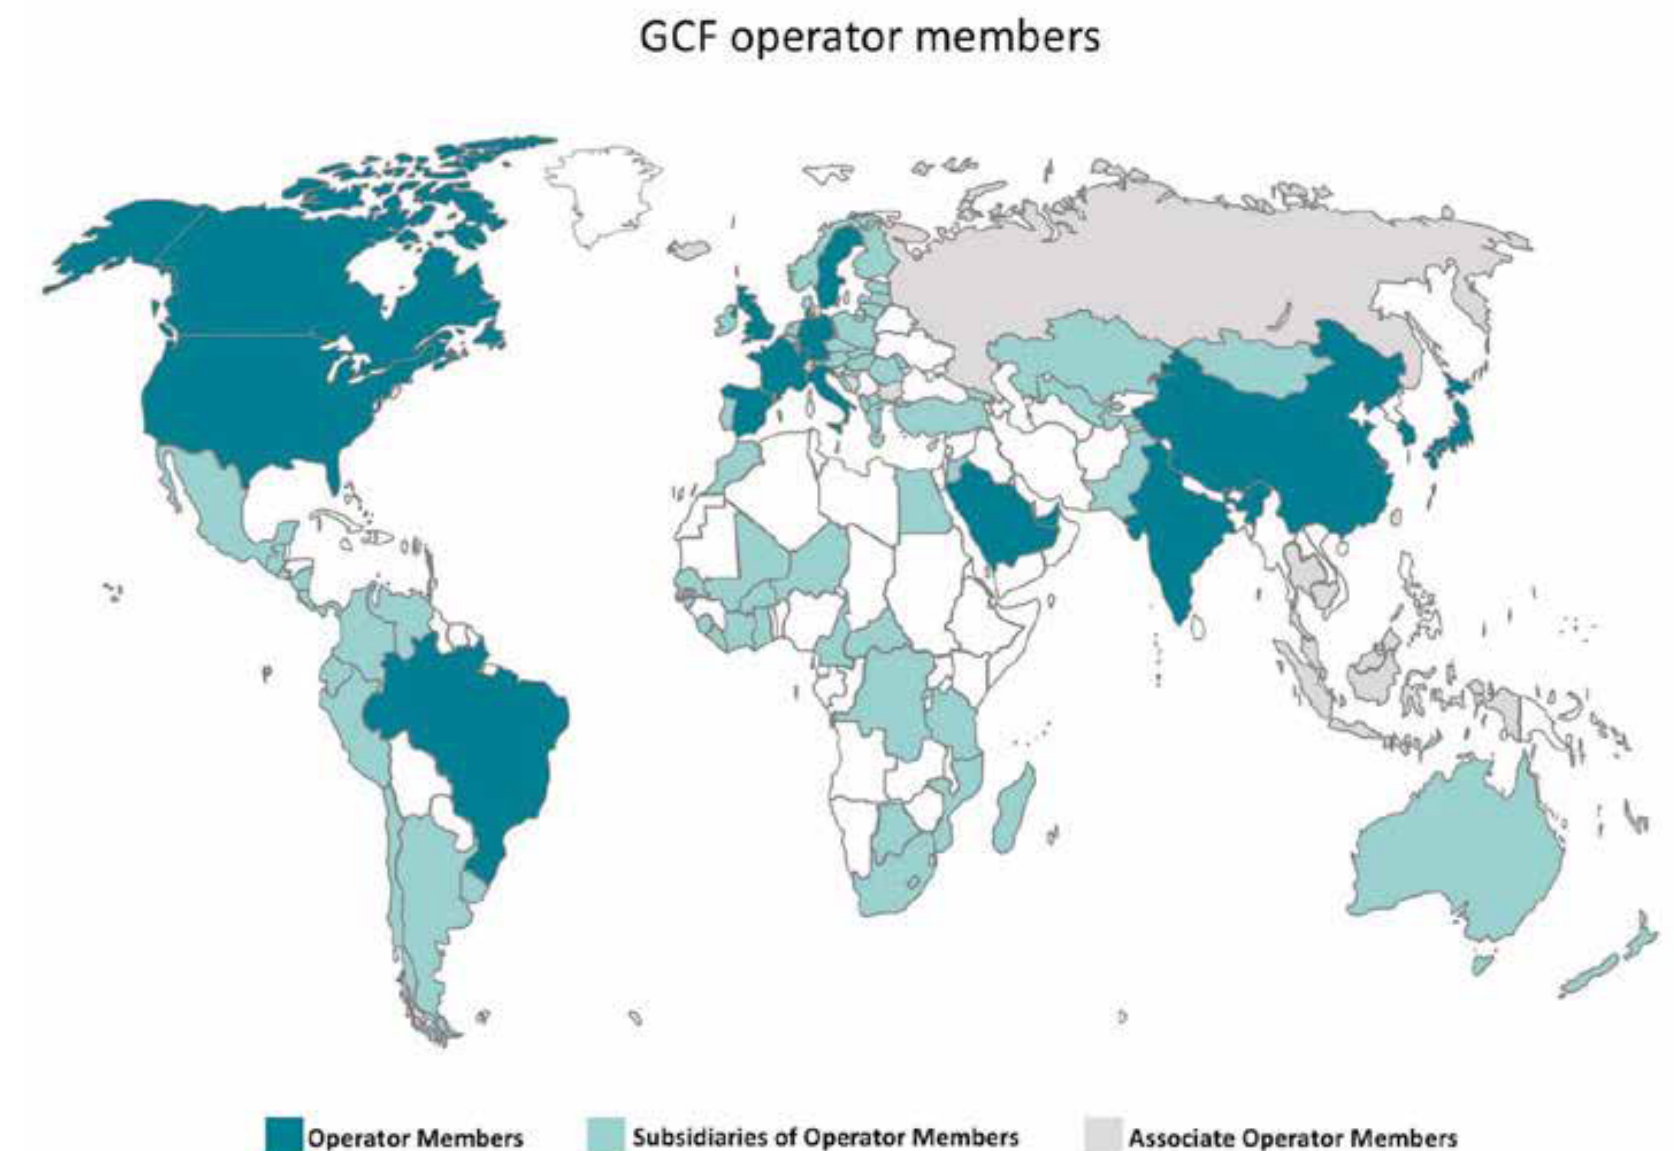 GCF operator members
Operator Members
Subsidiaries of Operator Members
Associate Operator Members